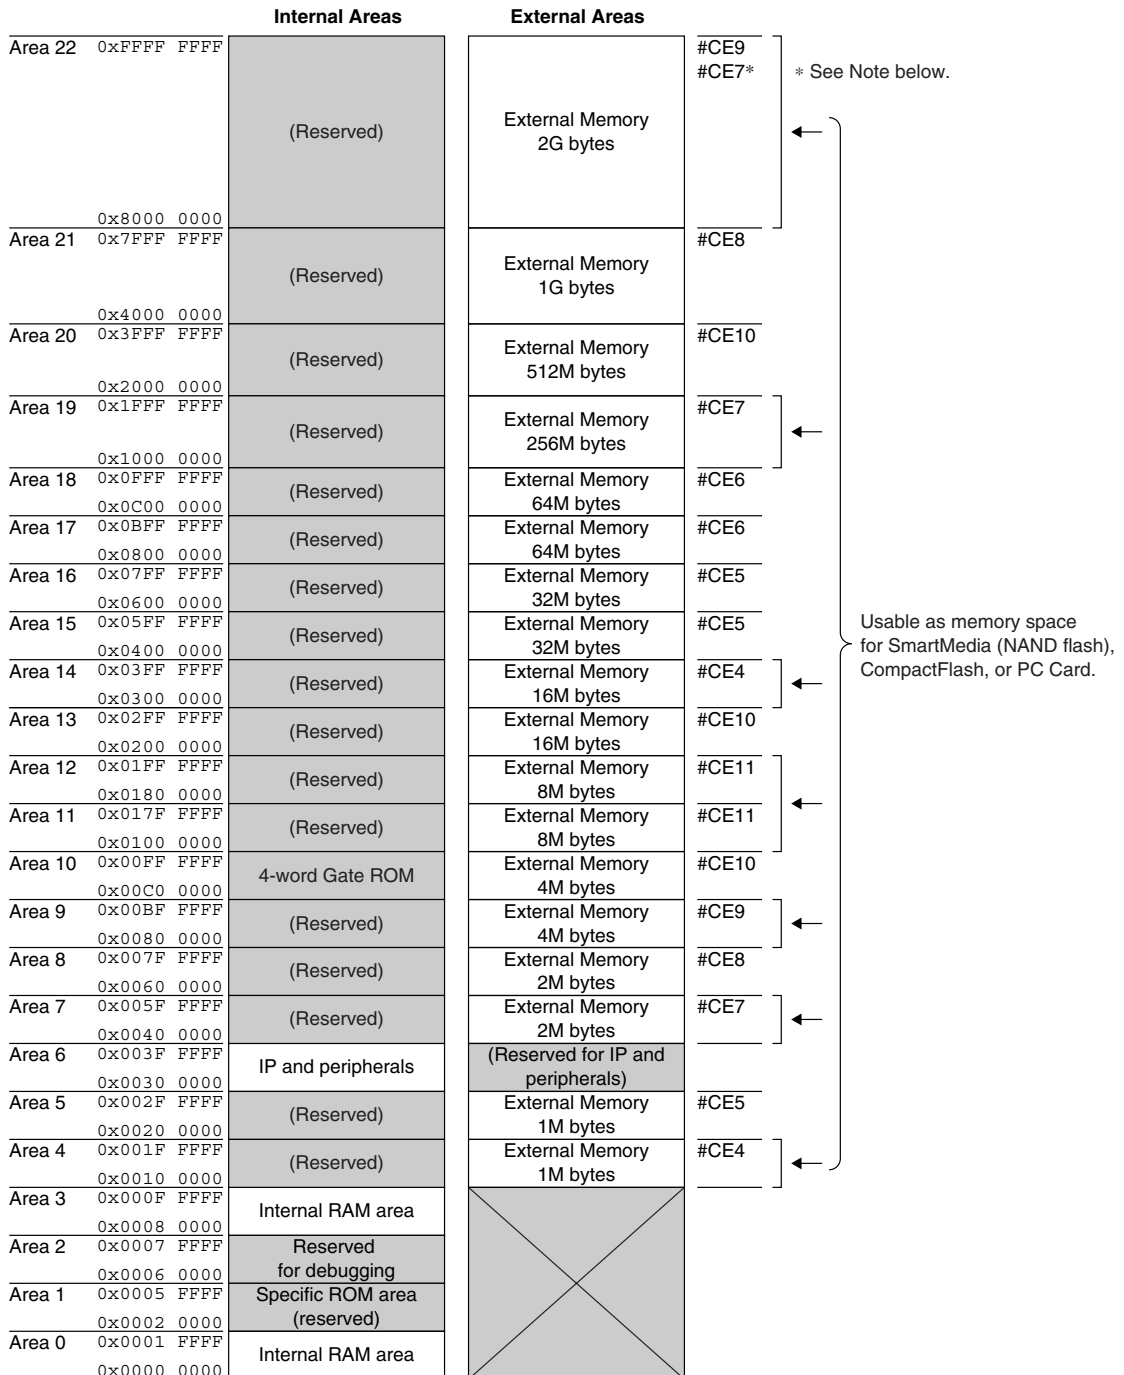 Internal Areas External Areas
Area 22 0xFFFF FFFF #CE9
#CE7* * See Note below.
(Reserved) External Memory
2G bytes
0x8000 0000
Area 21 0x7FFF FFFF #CE8
(Reserved) External Memory
1G bytes
0x4000 0000
Area 20 0x3FFF FFFF #CE10
(Reserved) External Memory
512M bytes
0x2000 0000
Area 19 0x1FFF FFFF #CE7
(Reserved) External Memory
256M bytes
0x1000 0000
Area 18 0x0FFF FFFF External Memory #CE6
(Reserved)
0x0C00 0000 64M bytes
Area 17 0x0BFF FFFF External Memory #CE6
(Reserved)
0x0800 0000 64M bytes
Area 16 0x07FF FFFF External Memory #CE5
(Reserved)
0x0600 0000 32M bytes
Area 15 0x05FF FFFF External Memory #CE5
(Reserved)
0x0400 0000 32M bytes
Usable as memory space
for SmartMedia (NAND flash),
CompactFlash, or PC Card.
Area 14 0x03FF FFFF External Memory #CE4
(Reserved)
0x0300 0000 16M bytes
Area 13 0x02FF FFFF External Memory #CE10
(Reserved)
0x0200 0000 16M bytes
Area 12 0x01FF FFFF External Memory #CE11
(Reserved)
0x0180 0000 8M bytes
Area 11 0x017F FFFF External Memory #CE11
(Reserved)
0x0100 0000 8M bytes
Area 10 0x00FF FFFF External Memory #CE10
4-word Gate ROM
0x00C0 0000 4M bytes
Area 9 0x00BF FFFF External Memory #CE9
(Reserved)
0x0080 0000 4M bytes
Area 8 0x007F FFFF External Memory #CE8
(Reserved)
0x0060 0000 2M bytes
Area 7 0x005F FFFF External Memory #CE7
(Reserved)
0x0040 0000 2M bytes
Area 6 0x003F FFFF (Reserved for IP and
IP and peripherals
0x0030 0000 peripherals)
Area 5 0x002F FFFF External Memory #CE5
(Reserved)
0x0020 0000 1M bytes
Area 4 0x001F FFFF External Memory #CE4
(Reserved)
0x0010 0000 1M bytes
Area 3 0x000F FFFF
Internal RAM area
0x0008 0000
Area 2 0x0007 FFFF Reserved
0x0006 0000 for debugging
Area 1 0x0005 FFFF Specific ROM area
0x0002 0000 (reserved)
Area 0 0x0001 FFFF
Internal RAM area
0x0000 0000